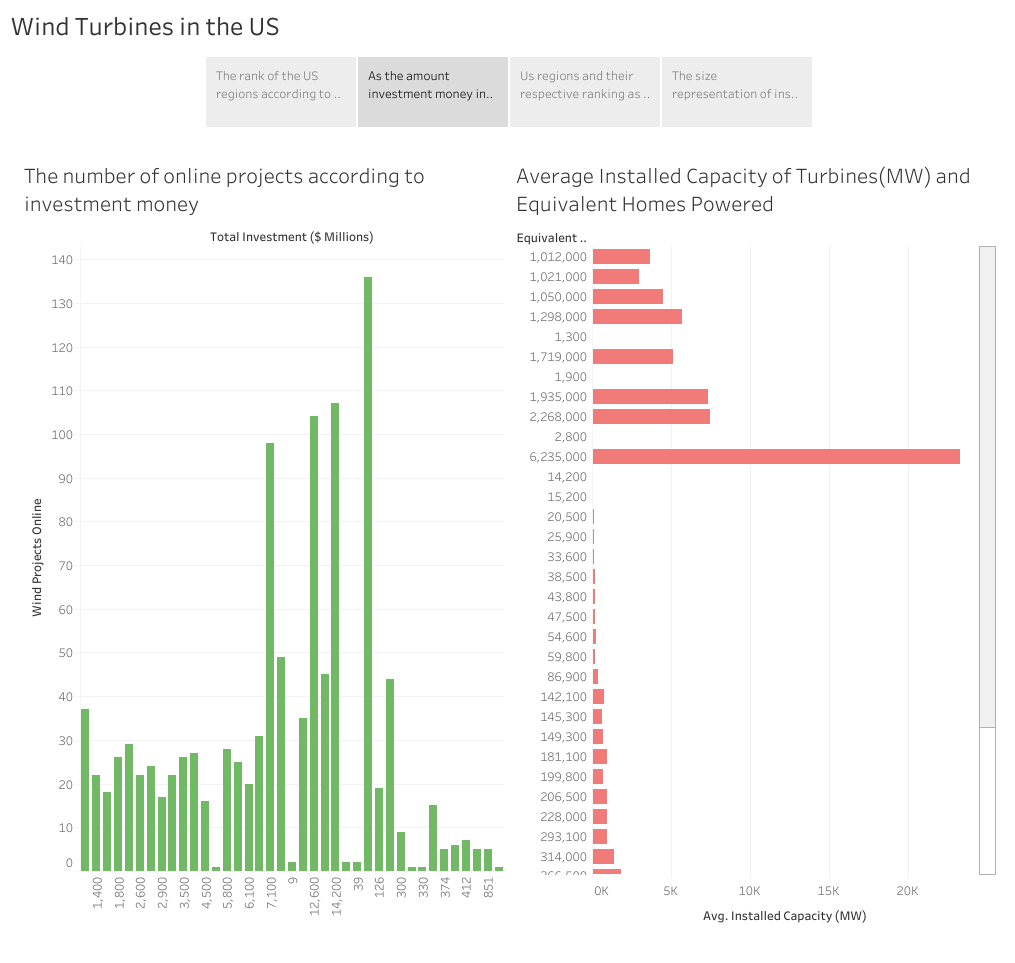 Wind Turbines in the US
The rank of the US
regions according to ..
As the amount
investment money in..
Us regions and their
respective ranking as ..
The size
representation of ins..
The number of online projects according to
investment money
Total Investment ($ Millions)
140
130
120
110
100
90
80
70
60
50
40
30
20
10
0
Wind Projects Online
1,400
1,800
2,600
2,900
3,500
4,500
5,800
6,100
7,100
9
12,600
14,200
39
126
300
330
374
412
851
Average Installed Capacity of Turbines(MW) and
Equivalent Homes Powered
Equivalent ..
1,012,000
1,021,000
1,050,000
1,298,000
1,300
1,719,000
1,900
1,935,000
2,268,000
2,800
6,235,000
14,200
15,200
20,500
25,900
33,600
38,500
43,800
47,500
54,600
59,800
86,900
142,100
145,300
149,300
181,100
199,800
206,500
228,000
293,100
314,000
0K
5K
10K
15K
20K
Avg. Installed Capacity (MW)